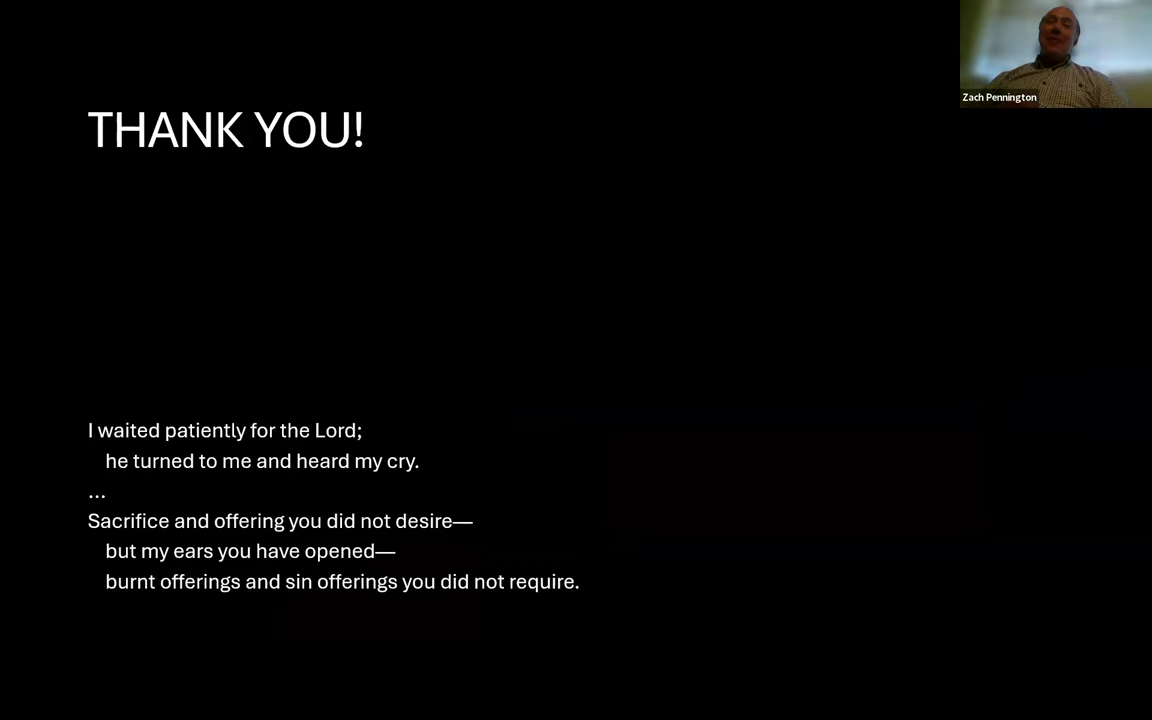 THANK YOU!
Zach Pennington
I waited patiently for the Lord;
he turned to me and heard my cry.
…
Sacrifice and offering you did not desire—
but my ears you have opened—
burnt offerings and sin offerings you did not require.